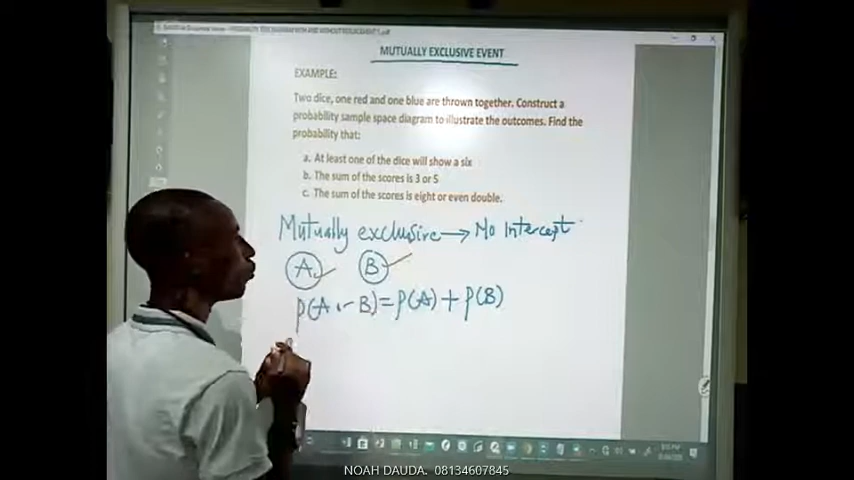 MUTUALLY EXCLUSIVE EVENT
EXAMPLE:
Two dice, one red and one blue are thrown together. Construct a
probability sample space diagram to illustrate the outcomes. Find the
probability that:
a. At least one of the dice will show a six
b. The sum of the scores is 3 or 5
c. The sum of the scores is eight or even double.
Mutually exclusive → No Intercept
A B
P(A or B) = P(A) + P(B)
NOAH DAUDA. 08134607845